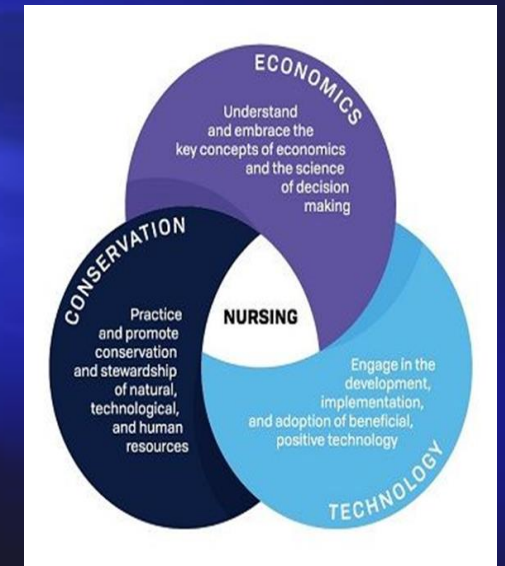 ECONOMICS
Understand
and embrace the
key concepts of economics
and the science
of decision
making
CONSERVATION
Practice
and promote
conservation
and stewardship
of natural,
technological,
and human
resources
NURSING
Engage in the
development,
implementation,
and adoption of beneficial,
positive technology
TECHNOLOGY